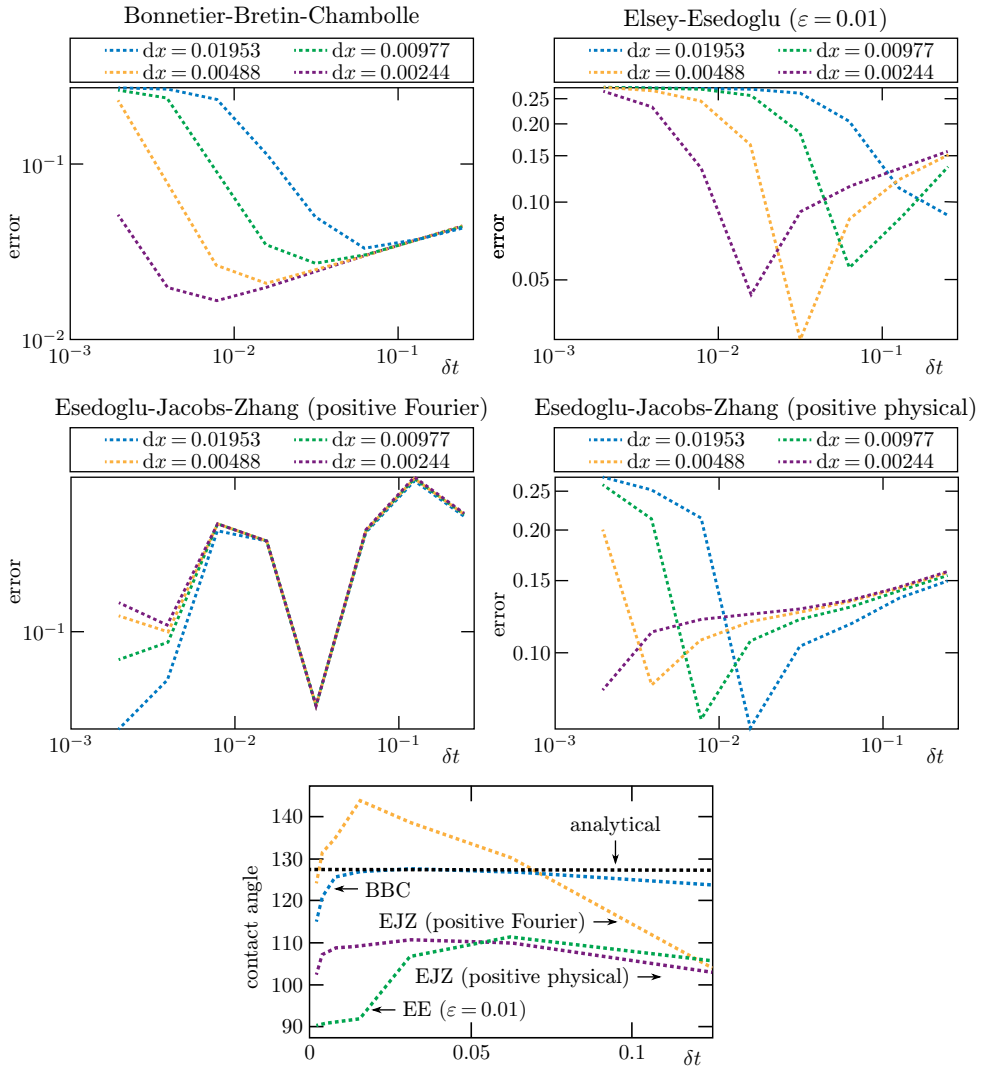 Bonnetier-Bretin-Chambolle
dx = 0.01953 dx = 0.00977
dx = 0.00488 dx = 0.00244
10⁻¹
error
10⁻²
10⁻³ 10⁻² 10⁻¹
δt
Elsey-Esedoglu (ε = 0.01)
dx = 0.01953 dx = 0.00977
dx = 0.00488 dx = 0.00244
0.25
0.20
0.15
0.10
error
0.05
10⁻³ 10⁻² 10⁻¹
δt
Esedoglu-Jacobs-Zhang (positive Fourier)
dx = 0.01953 dx = 0.00977
dx = 0.00488 dx = 0.00244
error
10⁻¹
10⁻³ 10⁻² 10⁻¹
δt
Esedoglu-Jacobs-Zhang (positive physical)
dx = 0.01953 dx = 0.00977
dx = 0.00488 dx = 0.00244
0.25
0.20
0.15
error
0.10
10⁻³ 10⁻² 10⁻¹
δt
140
analytical
130
BBC
120
EJZ (positive Fourier)
contact angle
110
EJZ (positive physical)
100
EE (ε = 0.01)
90
0 0.05 0.1
δt